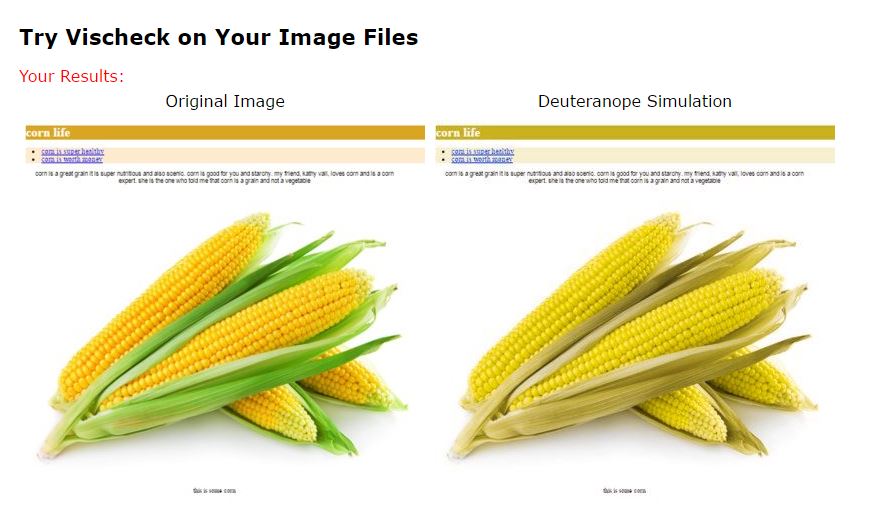 Try Vischeck on Your Image Files
Your Results:
Original Image
corn life
corn is super healthy
corn is worth money
corn is a great grain it is super nutritious and also scenic. corn is good for you and starchy. my friend, kathy vail, loves corn and is a corn
expert. she is the one who told me that corn is a grain and not a vegetable
this is some corn
Deuteranope Simulation
corn life
corn is super healthy
corn is worth money
corn is a great grain it is super nutritious and also scenic. corn is good for you and starchy. my friend, kathy vail, loves corn and is a corn
expert. she is the one who told me that corn is a grain and not a vegetable
this is some corn